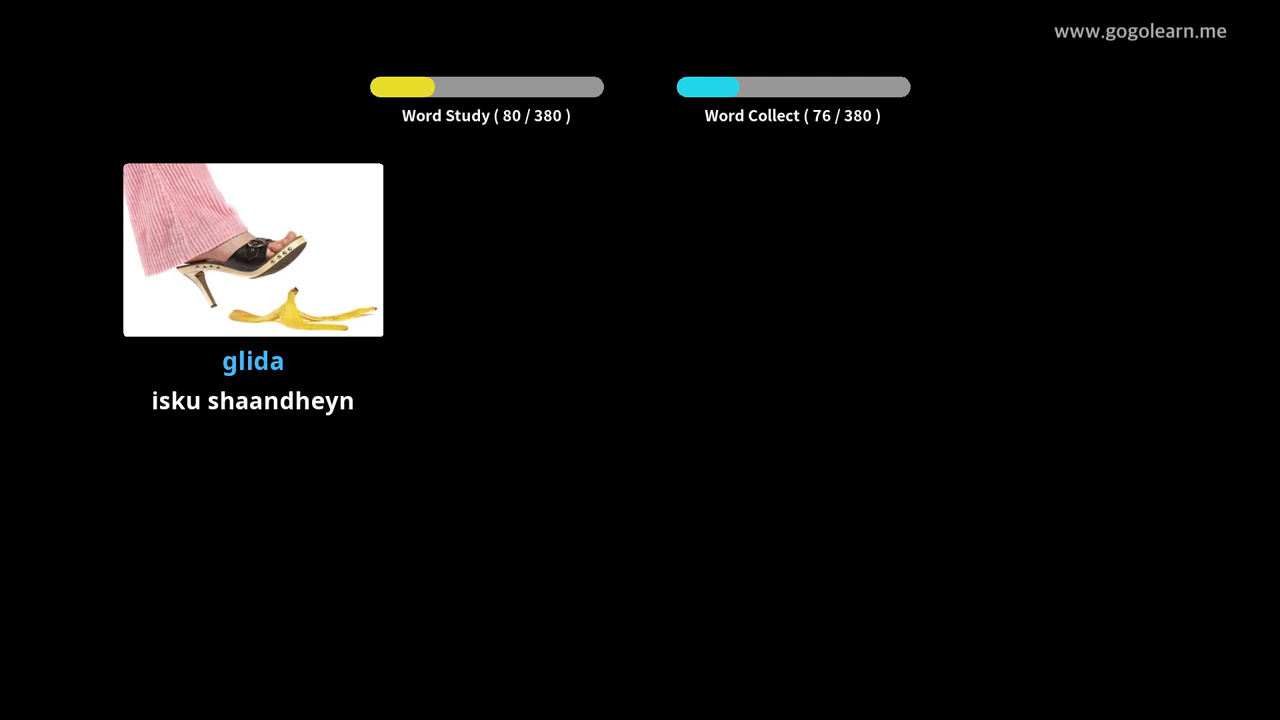 www.gogolearn.me
Word Study ( 80 / 380 )
Word Collect ( 76 / 380 )
glida
isku shaandheyn